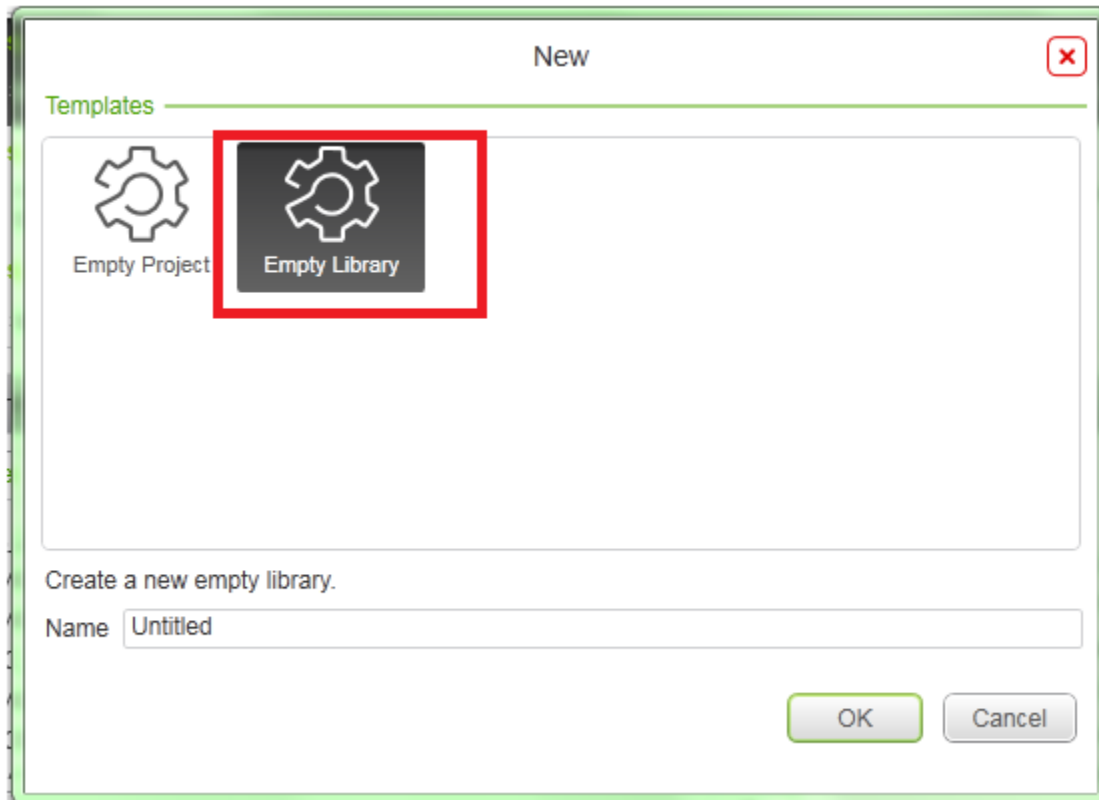 New
Templates
Empty Project
Empty Library
Create a new empty library.
Name Untitled
OK Cancel